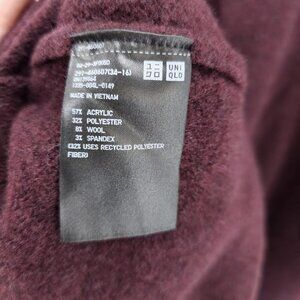 ユニ
クロ
UNI
QLO
MADE IN VIETNAM
57% ACRYLIC
32% POLYESTER
8% WOOL
3% SPANDEX
(32% USES RECYCLED POLYESTER
FIBER)